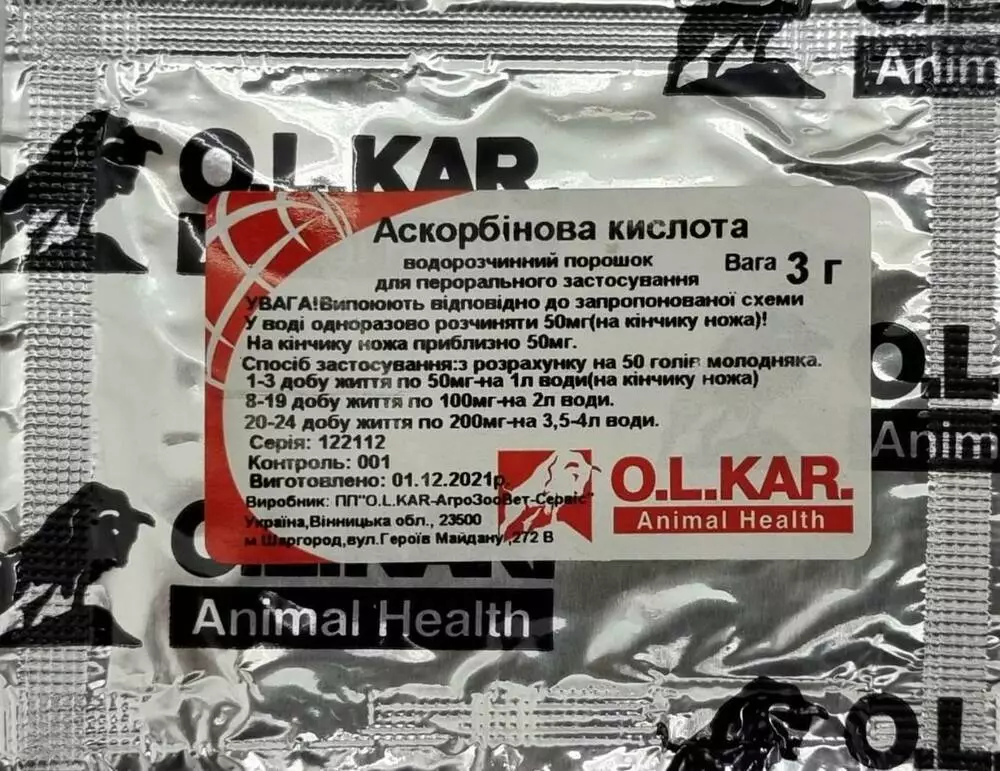 Anim
O.L.KAR.
Аскорбінова кислота
водорозчинний порошок
для перорального застосування
Вага 3 г
УВАГА!Випоюють відповідно до запропонованої схеми
У воді одноразово розчиняти 50мг(на кінчику ножа)!
На кінчику ножа приблизно 50мг.
Спосіб застосування:з розрахунку на 50 голів молодняка.
1-3 добу життя по 50мг-на 1л води(на кінчику ножа)
8-19 добу життя по 100мг-на 2л води.
20-24 добу життя по 200мг-на 3,5-4л води.
Серія: 122112
Контроль: 001
Виготовлено: 01.12.2021р.
Виробник: ПП"O.L.KAR-АгроЗооВет-Сервіс"
Україна,Вінницька обл., 23500
м Шаргород,вул.Героїв Майдану,272 В
O.L.KAR.
Animal Health
O.L
Anim
Animal Health
O.L